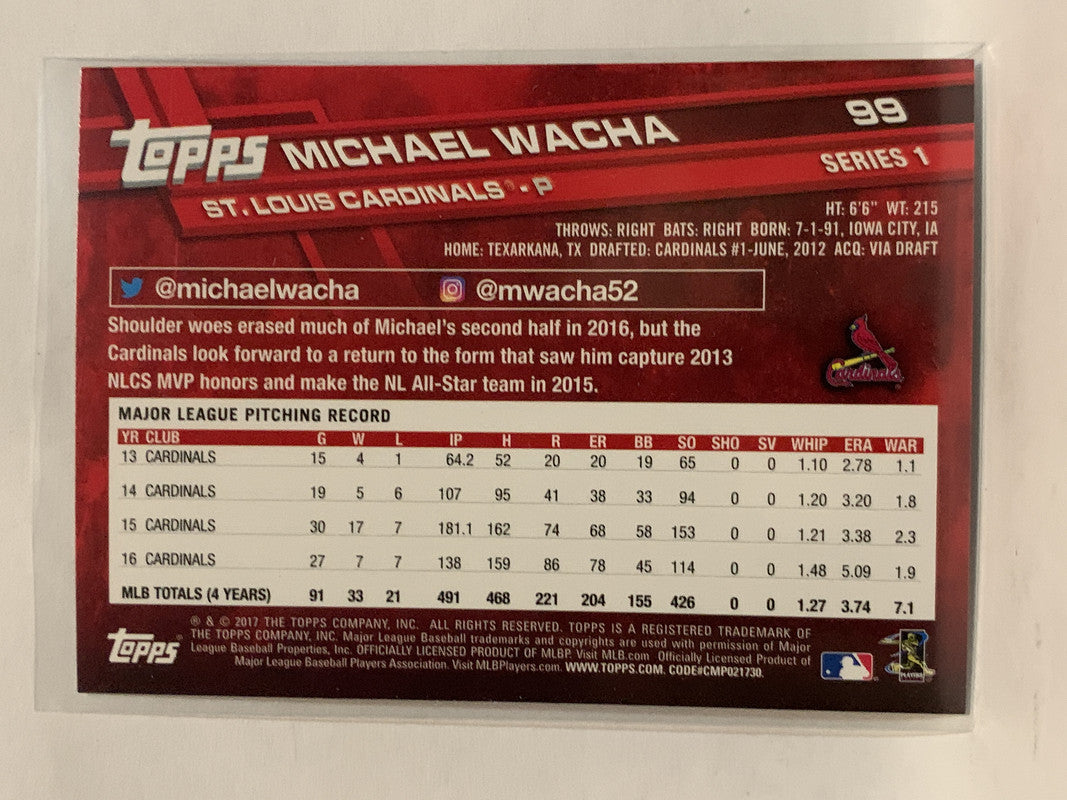 TOPPS MICHAEL WACHA 99
ST. LOUIS CARDINALS® • P SERIES 1
HT: 6'6" WT: 215
THROWS: RIGHT BATS: RIGHT BORN: 7-1-91, IOWA CITY, IA
HOME: TEXARKANA, TX DRAFTED: CARDINALS #1-JUNE, 2012 ACQ: VIA DRAFT
@michaelwacha @mwacha52
Shoulder woes erased much of Michael's second half in 2016, but the
Cardinals look forward to a return to the form that saw him capture 2013
NLCS MVP honors and make the NL All-Star team in 2015.
Cardinals
MAJOR LEAGUE PITCHING RECORD
YR CLUB G W L IP H R ER BB SO SHO SV WHIP ERA WAR
13 CARDINALS 15 4 1 64.2 52 20 20 19 65 0 0 1.10 2.78 1.1
14 CARDINALS 19 5 6 107 95 41 38 33 94 0 0 1.20 3.20 1.8
15 CARDINALS 30 17 7 181.1 162 74 68 58 153 0 0 1.21 3.38 2.3
16 CARDINALS 27 7 7 138 159 86 78 45 114 0 0 1.48 5.09 1.9
MLB TOTALS (4 YEARS) 91 33 21 491 468 221 204 155 426 0 0 1.27 3.74 7.1
TOPPS®
® & © 2017 THE TOPPS COMPANY, INC. ALL RIGHTS RESERVED. TOPPS IS A REGISTERED TRADEMARK OF
THE TOPPS COMPANY, INC. Major League Baseball trademarks and copyrights are used with permission of Major
League Baseball Properties, Inc. OFFICIALLY LICENSED PRODUCT OF MLBP. Visit MLB.com Officially Licensed Product of
Major League Baseball Players Association. Visit MLBPlayers.com. WWW.TOPPS.COM. CODE#CMP021730.
PLAYERS